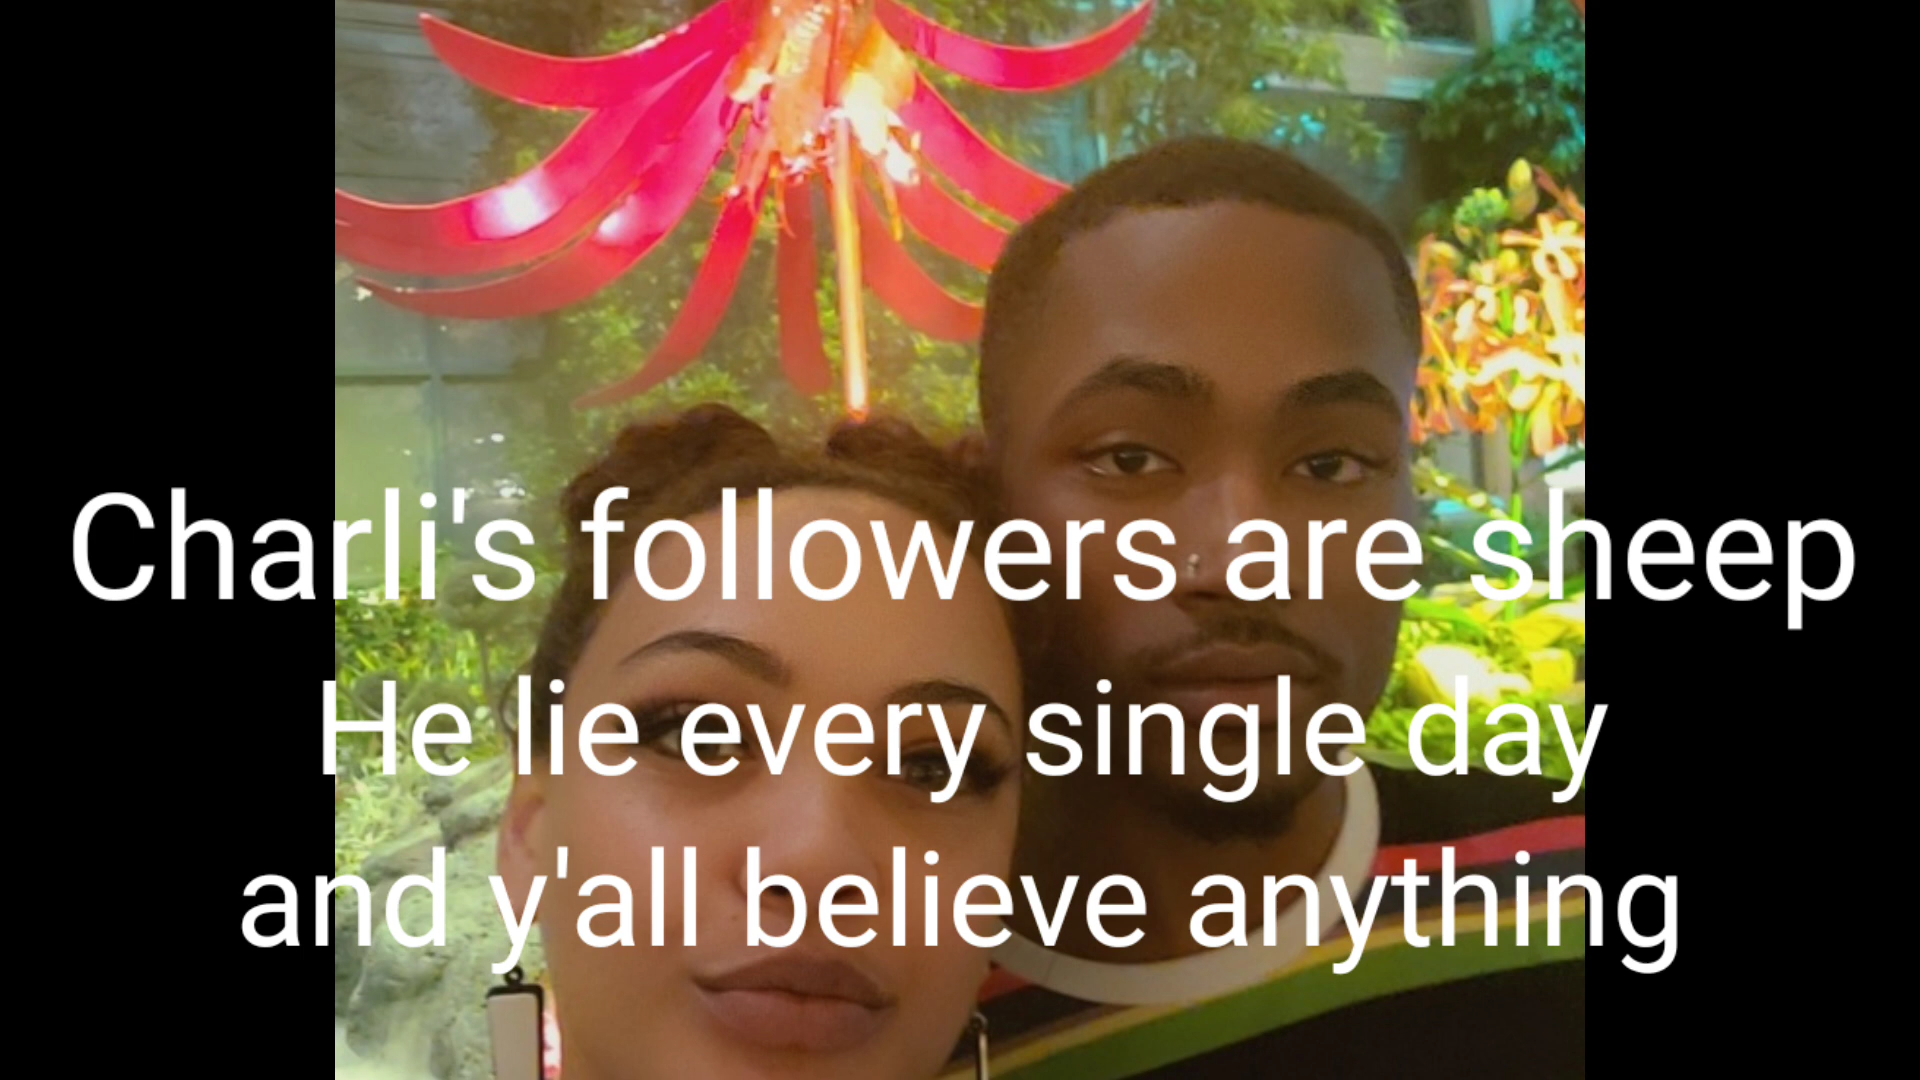 Charli's followers are sheep
He lie every single day
and y'all believe anything